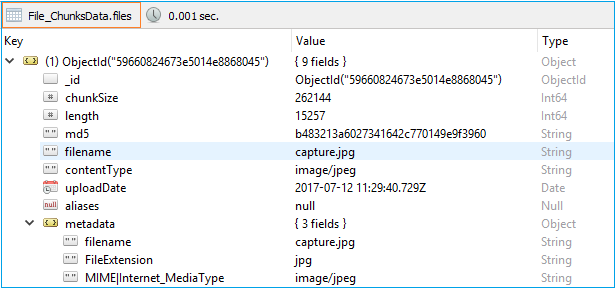 File_ChunksData.files 0.001 sec.
Key Value Type
(1) ObjectId("59660824673e5014e8868045") { 9 fields } Object
_id ObjectId("59660824673e5014e8868045") ObjectId
# chunkSize 262144 Int64
# length 15257 Int64
" " md5 b483213a6027341642c770149e9f3960 String
" " filename capture.jpg String
" " contentType image/jpeg String
uploadDate 2017-07-12 11:29:40.729Z Date
null aliases null Null
metadata { 3 fields } Object
" " filename capture.jpg String
" " FileExtension jpg String
" " MIME|Internet_MediaType image/jpeg String